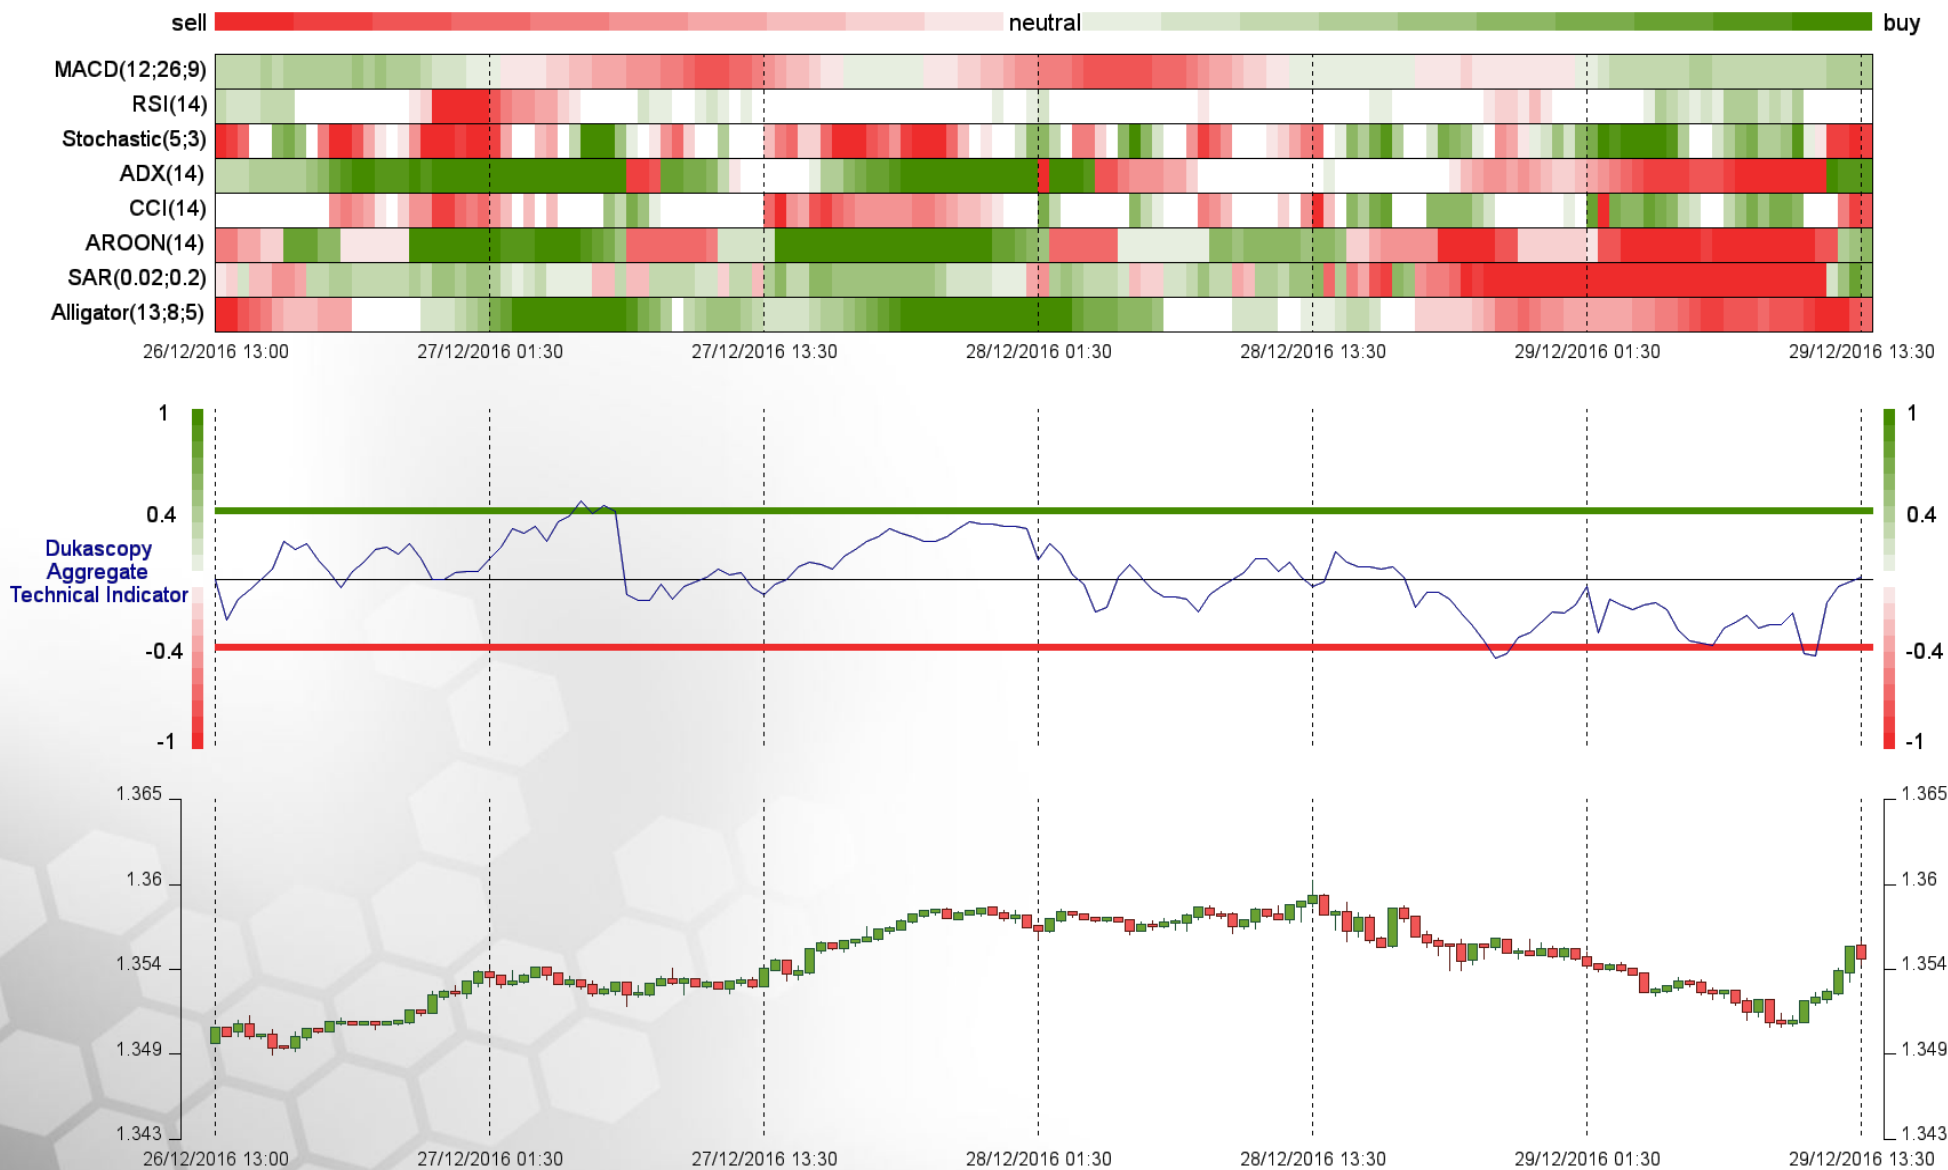 sell neutral buy
MACD(12;26;9)
RSI(14)
Stochastic(5;3)
ADX(14)
CCI(14)
AROON(14)
SAR(0.02;0.2)
Alligator(13;8;5)
26/12/2016 13:00 27/12/2016 01:30 27/12/2016 13:30 28/12/2016 01:30 28/12/2016 13:30 29/12/2016 01:30 29/12/2016 13:30
1 1
0.4 0.4
Dukascopy
Aggregate
Technical Indicator
-0.4 -0.4
-1 -1
1.365 1.365
1.36 1.36
1.354 1.354
1.349 1.349
1.343 1.343
26/12/2016 13:00 27/12/2016 01:30 27/12/2016 13:30 28/12/2016 01:30 28/12/2016 13:30 29/12/2016 01:30 29/12/2016 13:30